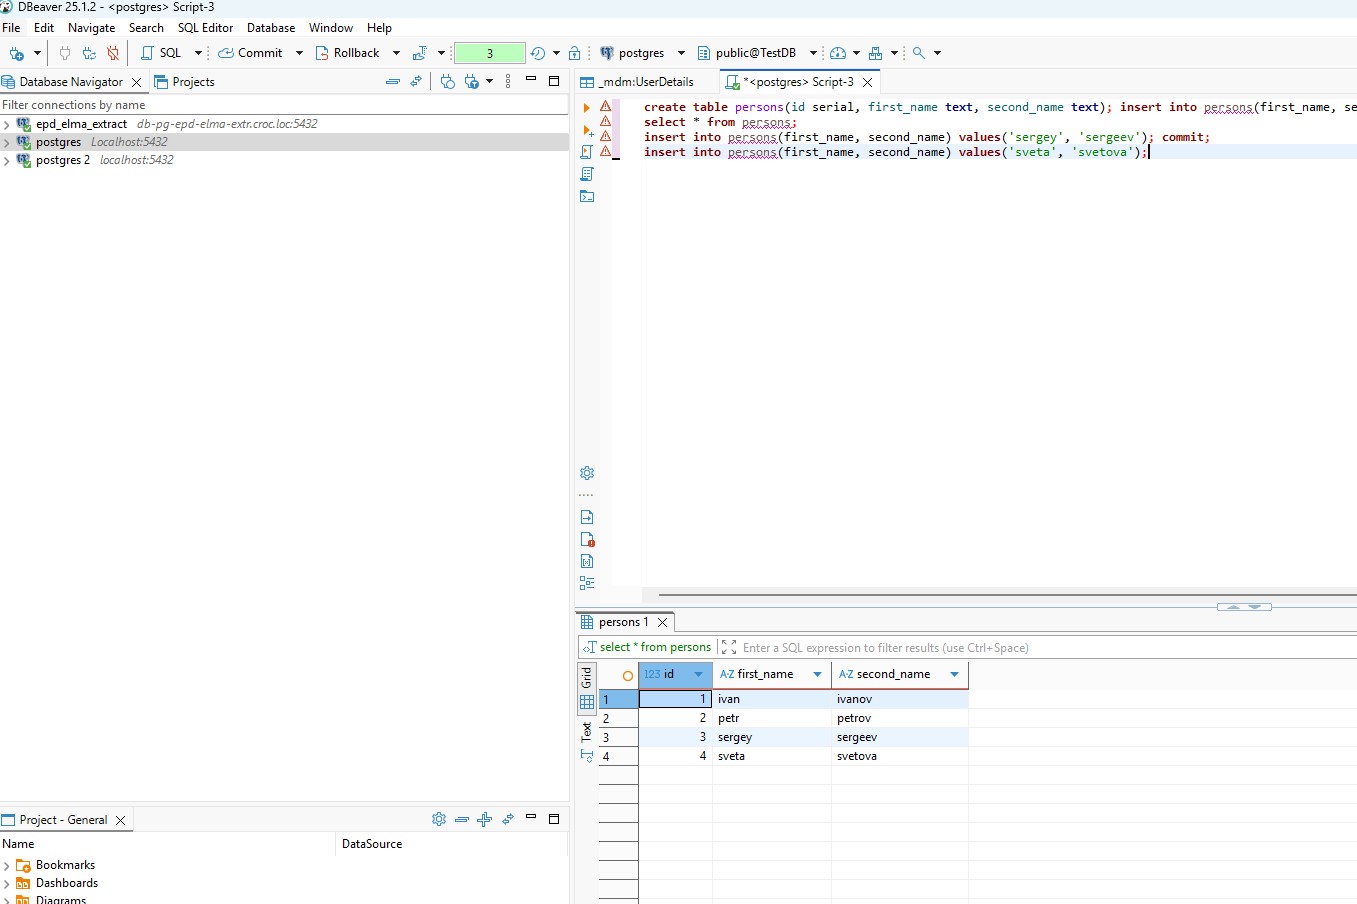 DBeaver 25.1.2 - <postgres> Script-3
File Edit Navigate Search SQL Editor Database Window Help
SQL Commit Rollback 3 postgres public@TestDB
Database Navigator Projects
Filter connections by name
epd_elma_extract db-pg-epd-elma-extr.croc.loc:5432
postgres Localhost:5432
postgres 2 localhost:5432
_mdm:UserDetails *<postgres> Script-3
create table persons(id serial, first_name text, second_name text); insert into persons(first_name, se
select * from persons;
insert into persons(first_name, second_name) values('sergey', 'sergeev'); commit;
insert into persons(first_name, second_name) values('sveta', 'svetova');
persons 1
select * from persons Enter a SQL expression to filter results (use Ctrl+Space)
Grid
Text
123 id A-Z first_name A-Z second_name
1 1 ivan ivanov
2 2 petr petrov
3 3 sergey sergeev
4 4 sveta svetova
Project - General
Name DataSource
Bookmarks
Dashboards
Diagrams